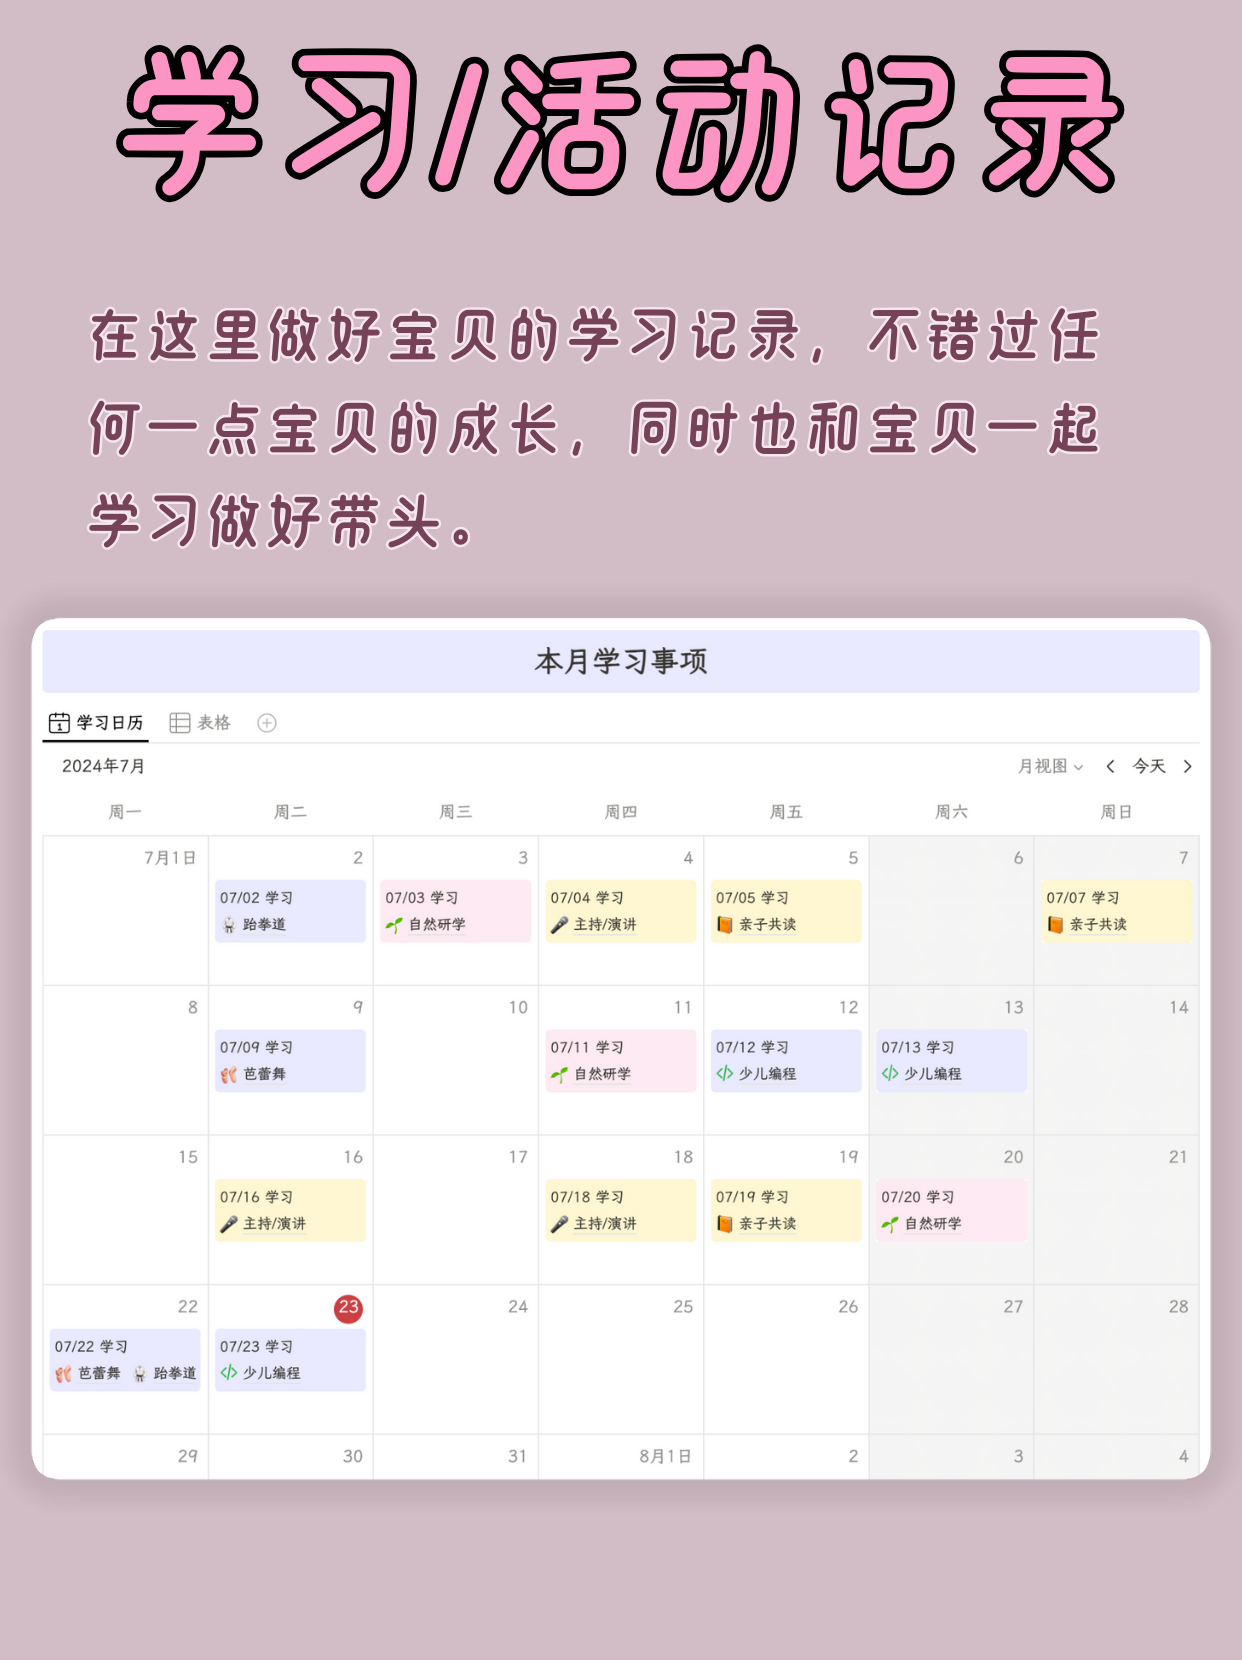 学习/活动记录
在这里做好宝贝的学习记录，不错过任
何一点宝贝的成长，同时也和宝贝一起
学习做好带头。
本月学习事项
学习日历 表格
2024年7月 月视图 今天
周一 周二 周三 周四 周五 周六 周日
7月1日 2 3 4 5 6 7
07/02 学习 07/03 学习 07/04 学习 07/05 学习 07/07 学习
跆拳道 自然研学 主持/演讲 亲子共读 亲子共读
8 9 10 11 12 13 14
07/09 学习 07/11 学习 07/12 学习 07/13 学习
芭蕾舞 自然研学 少儿编程 少儿编程
15 16 17 18 19 20 21
07/16 学习 07/18 学习 07/19 学习 07/20 学习
主持/演讲 主持/演讲 亲子共读 自然研学
22 23 24 25 26 27 28
07/22 学习 07/23 学习
芭蕾舞 跆拳道 少儿编程
29 30 31 8月1日 2 3 4